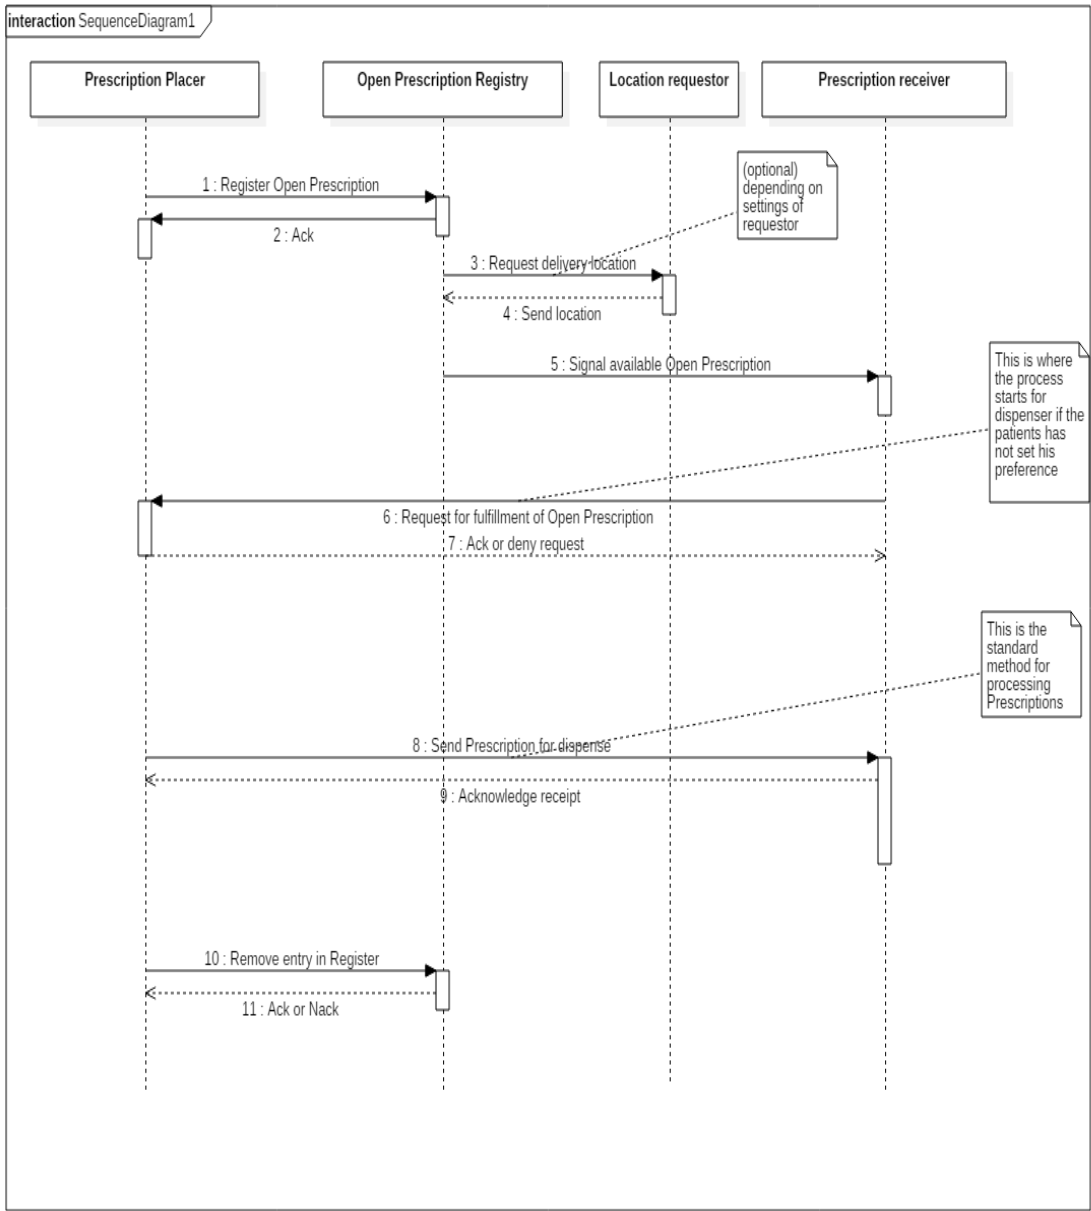 interaction SequenceDiagram1
Prescription Placer
Open Prescription Registry
Location requestor
Prescription receiver
(optional)
depending on
settings of
requestor
1 : Register Open Prescription
2 : Ack
3 : Request delivery location
4 : Send location
5 : Signal available Open Prescription
This is where
the process
starts for
dispenser if the
patients has
not set his
preference
6 : Request for fulfillment of Open Prescription
7 : Ack or deny request
This is the
standard
method for
processing
Prescriptions
8 : Send Prescription for dispense
9 : Acknowledge receipt
10 : Remove entry in Register
11 : Ack or Nack